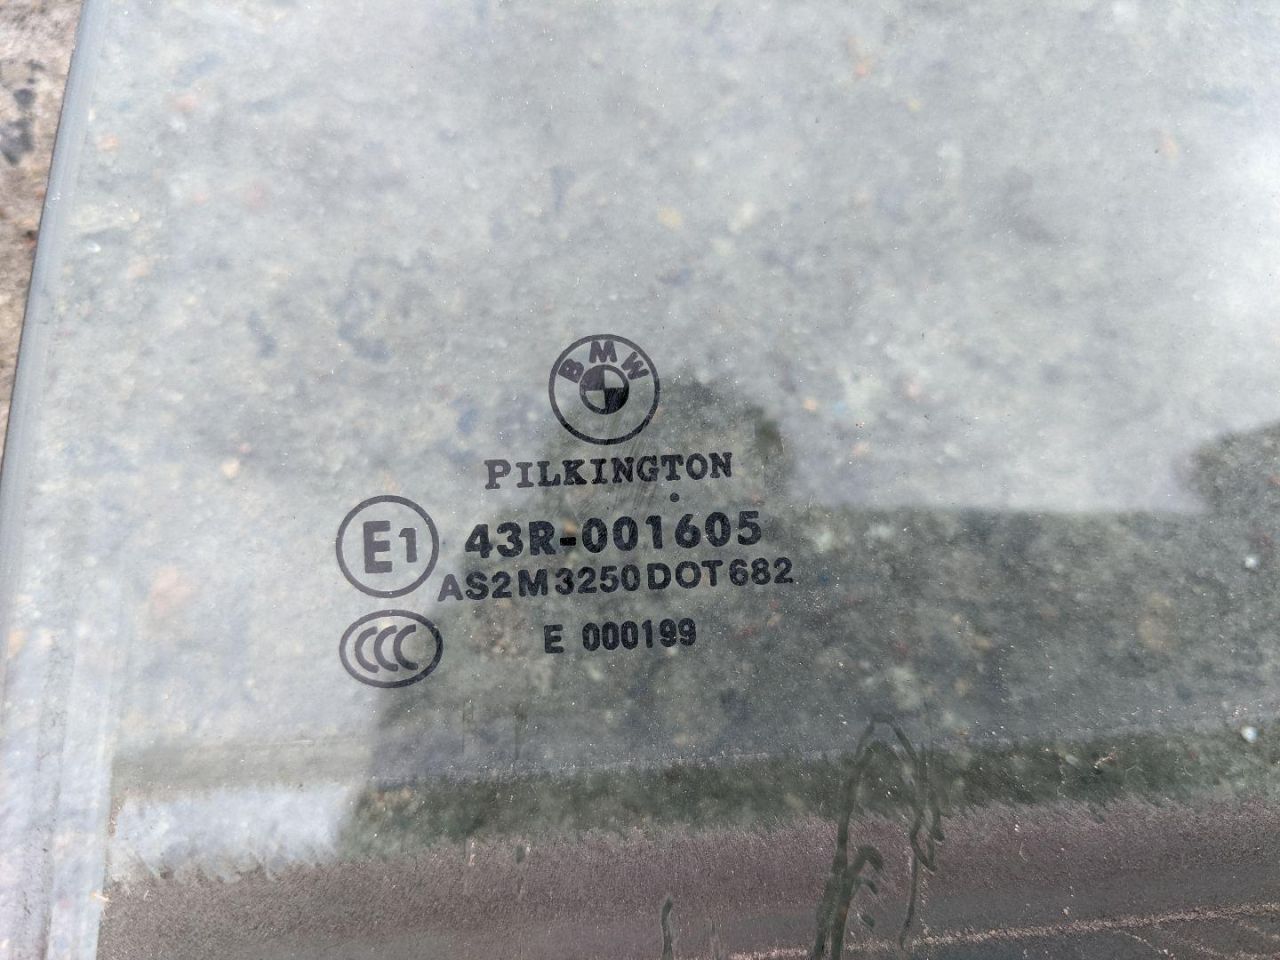 BMW
PILKINGTON
E1 43R-001605
AS2 M3250 DOT682
CCC E 000199